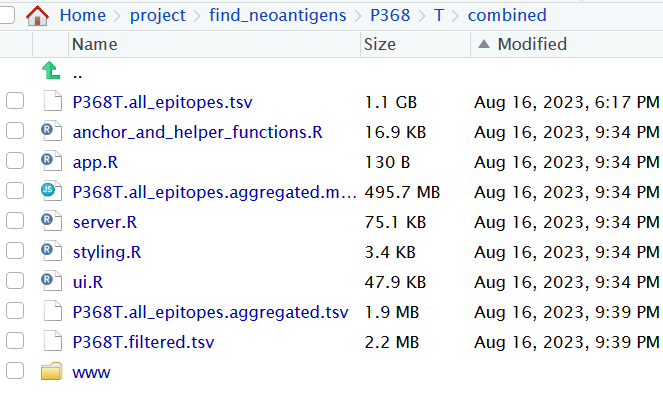 Home project find_neoantigens P368 T combined
Name Size Modified
..
P368T.all_epitopes.tsv 1.1 GB Aug 16, 2023, 6:17 PM
anchor_and_helper_functions.R 16.9 KB Aug 16, 2023, 9:34 PM
app.R 130 B Aug 16, 2023, 9:34 PM
P368T.all_epitopes.aggregated.m... 495.7 MB Aug 16, 2023, 9:34 PM
server.R 75.1 KB Aug 16, 2023, 9:34 PM
styling.R 3.4 KB Aug 16, 2023, 9:34 PM
ui.R 47.9 KB Aug 16, 2023, 9:34 PM
P368T.all_epitopes.aggregated.tsv 1.9 MB Aug 16, 2023, 9:39 PM
P368T.filtered.tsv 2.2 MB Aug 16, 2023, 9:39 PM
www